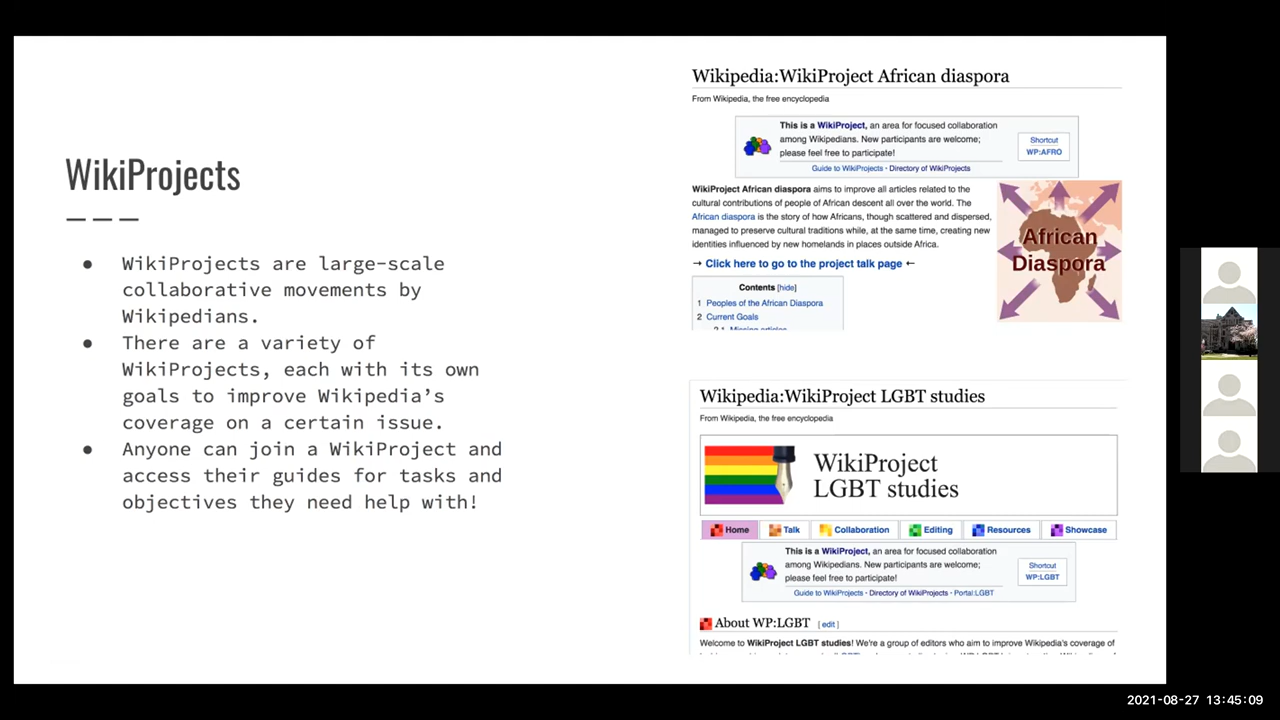 WikiProjects
● WikiProjects are large-scale
collaborative movements by
Wikipedians.
● There are a variety of
WikiProjects, each with its own
goals to improve Wikipedia’s
coverage on a certain issue.
● Anyone can join a WikiProject and
access their guides for tasks and
objectives they need help with!
Wikipedia:WikiProject African diaspora
From Wikipedia, the free encyclopedia
This is a WikiProject, an area for focused collaboration
among Wikipedians. New participants are welcome;
please feel free to participate!
Guide to WikiProjects · Directory of WikiProjects
Shortcut
WP:AFRO
WikiProject African diaspora aims to improve all articles related to the
cultural contributions of people of African descent all over the world. The
African diaspora is the story of how Africans, though scattered and dispersed,
managed to preserve cultural traditions while, at the same time, creating new
identities influenced by new homelands in places outside Africa.
→ Click here to go to the project talk page ←
African
Diaspora
Contents [hide]
1 Peoples of the African Diaspora
2 Current Goals
2.1 Missing articles
Wikipedia:WikiProject LGBT studies
From Wikipedia, the free encyclopedia
WikiProject
LGBT studies
Home Talk Collaboration Editing Resources Showcase
This is a WikiProject, an area for focused collaboration
among Wikipedians. New participants are welcome;
please feel free to participate!
Guide to WikiProjects · Directory of WikiProjects · Portal:LGBT
Shortcut
WP:LGBT
About WP:LGBT [ edit ]
Welcome to WikiProject LGBT studies! We're a group of editors who aim to improve Wikipedia's coverage of
2021-08-27 13:45:09